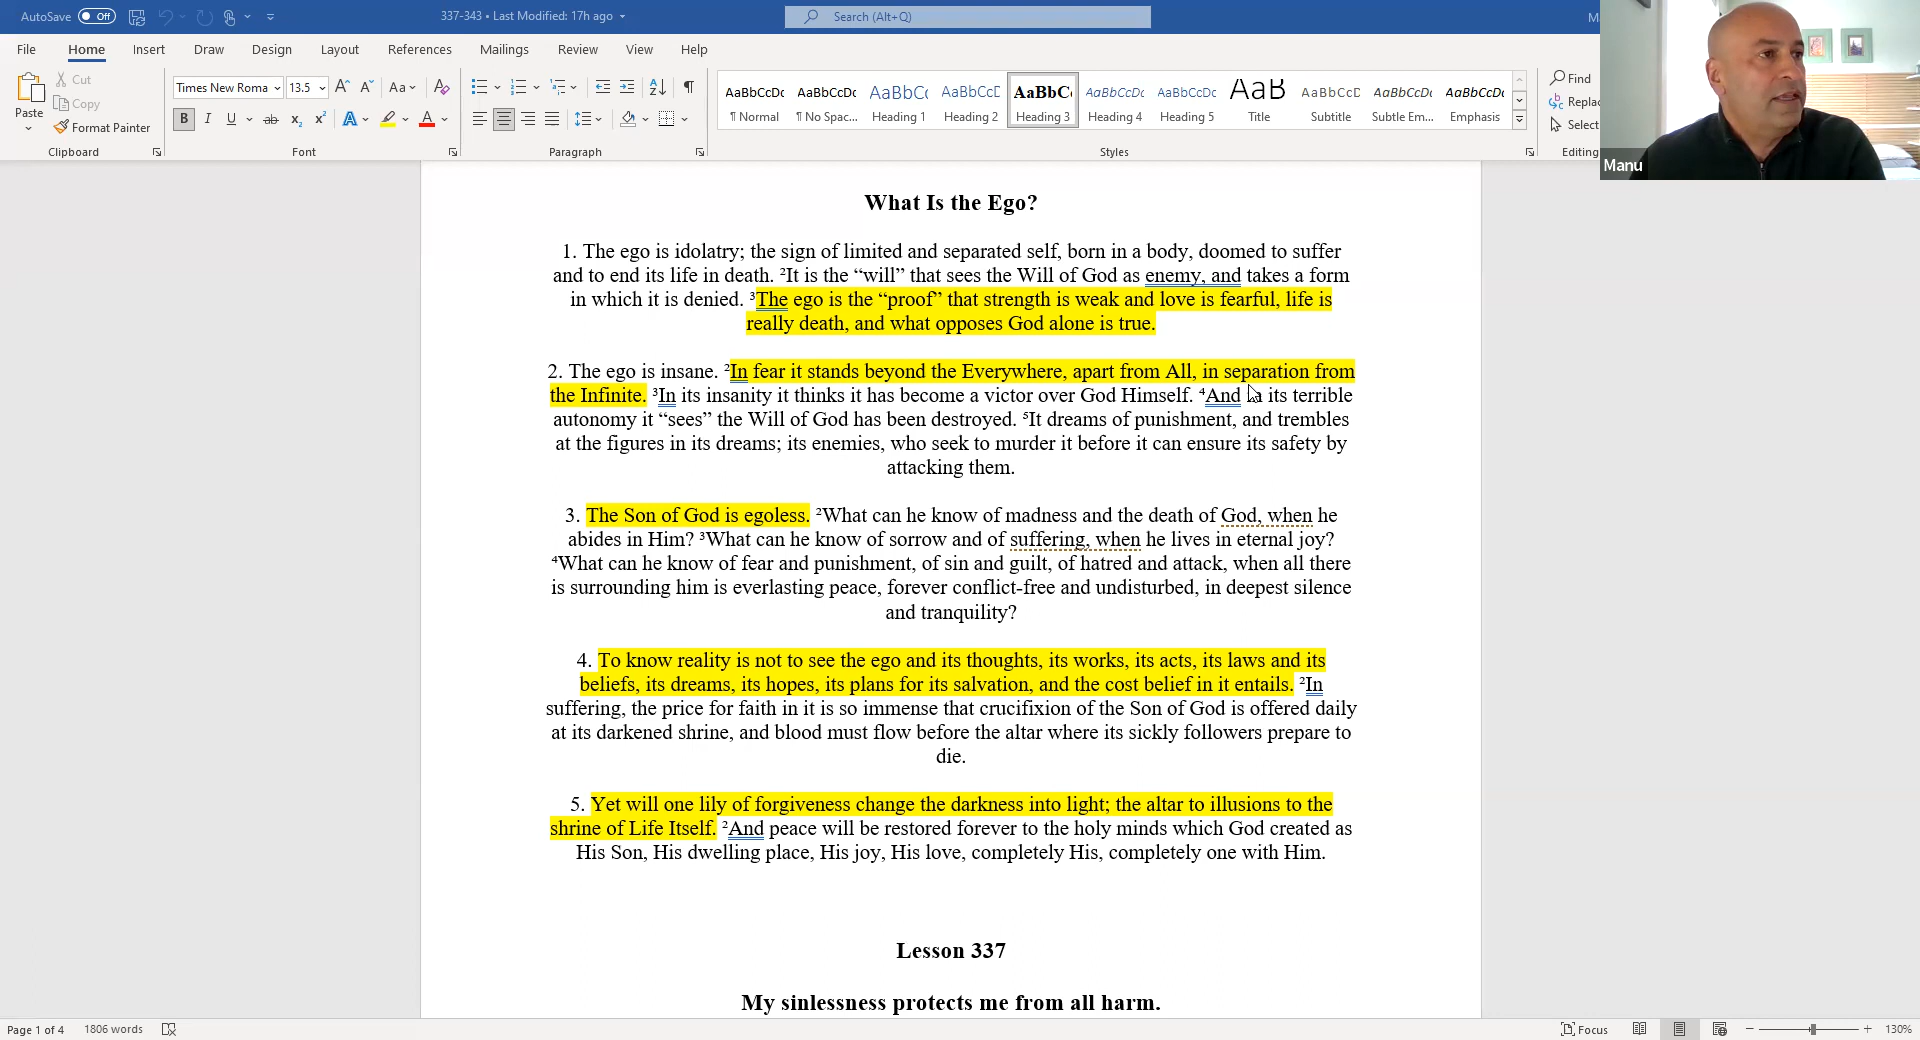 AutoSave Off 337-343 • Last Modified: 17h ago Search (Alt+Q) M
File Home Insert Draw Design Layout References Mailings Review View Help
Paste Cut Copy Format Painter
Times New Roma 13.5 Aa
B I U ab x₂ x² A A
AaBbCcDc AaBbCcDc AaBbCc AaBbCcD AaBbCc AaBbCcDc AaBbCcDc AaB AaBbCcD AaBbCcDc AaBbCcDc
¶ Normal ¶ No Spac... Heading 1 Heading 2 Heading 3 Heading 4 Heading 5 Title Subtitle Subtle Em... Emphasis
Find
Replac
Select
Clipboard Font Paragraph Styles Editing
Manu
What Is the Ego?
1. The ego is idolatry; the sign of limited and separated self, born in a body, doomed to suffer
and to end its life in death. ²It is the “will” that sees the Will of God as enemy, and takes a form
in which it is denied. ³The ego is the “proof” that strength is weak and love is fearful, life is
really death, and what opposes God alone is true.
2. The ego is insane. ²In fear it stands beyond the Everywhere, apart from All, in separation from
the Infinite. ³In its insanity it thinks it has become a victor over God Himself. ⁴And in its terrible
autonomy it “sees” the Will of God has been destroyed. ⁵It dreams of punishment, and trembles
at the figures in its dreams; its enemies, who seek to murder it before it can ensure its safety by
attacking them.
3. The Son of God is egoless. ²What can he know of madness and the death of God, when he
abides in Him? ³What can he know of sorrow and of suffering, when he lives in eternal joy?
⁴What can he know of fear and punishment, of sin and guilt, of hatred and attack, when all there
is surrounding him is everlasting peace, forever conflict-free and undisturbed, in deepest silence
and tranquility?
4. To know reality is not to see the ego and its thoughts, its works, its acts, its laws and its
beliefs, its dreams, its hopes, its plans for its salvation, and the cost belief in it entails. ²In
suffering, the price for faith in it is so immense that crucifixion of the Son of God is offered daily
at its darkened shrine, and blood must flow before the altar where its sickly followers prepare to
die.
5. Yet will one lily of forgiveness change the darkness into light; the altar to illusions to the
shrine of Life Itself. ²And peace will be restored forever to the holy minds which God created as
His Son, His dwelling place, His joy, His love, completely His, completely one with Him.
Lesson 337
My sinlessness protects me from all harm.
Page 1 of 4 1806 words Focus 130%